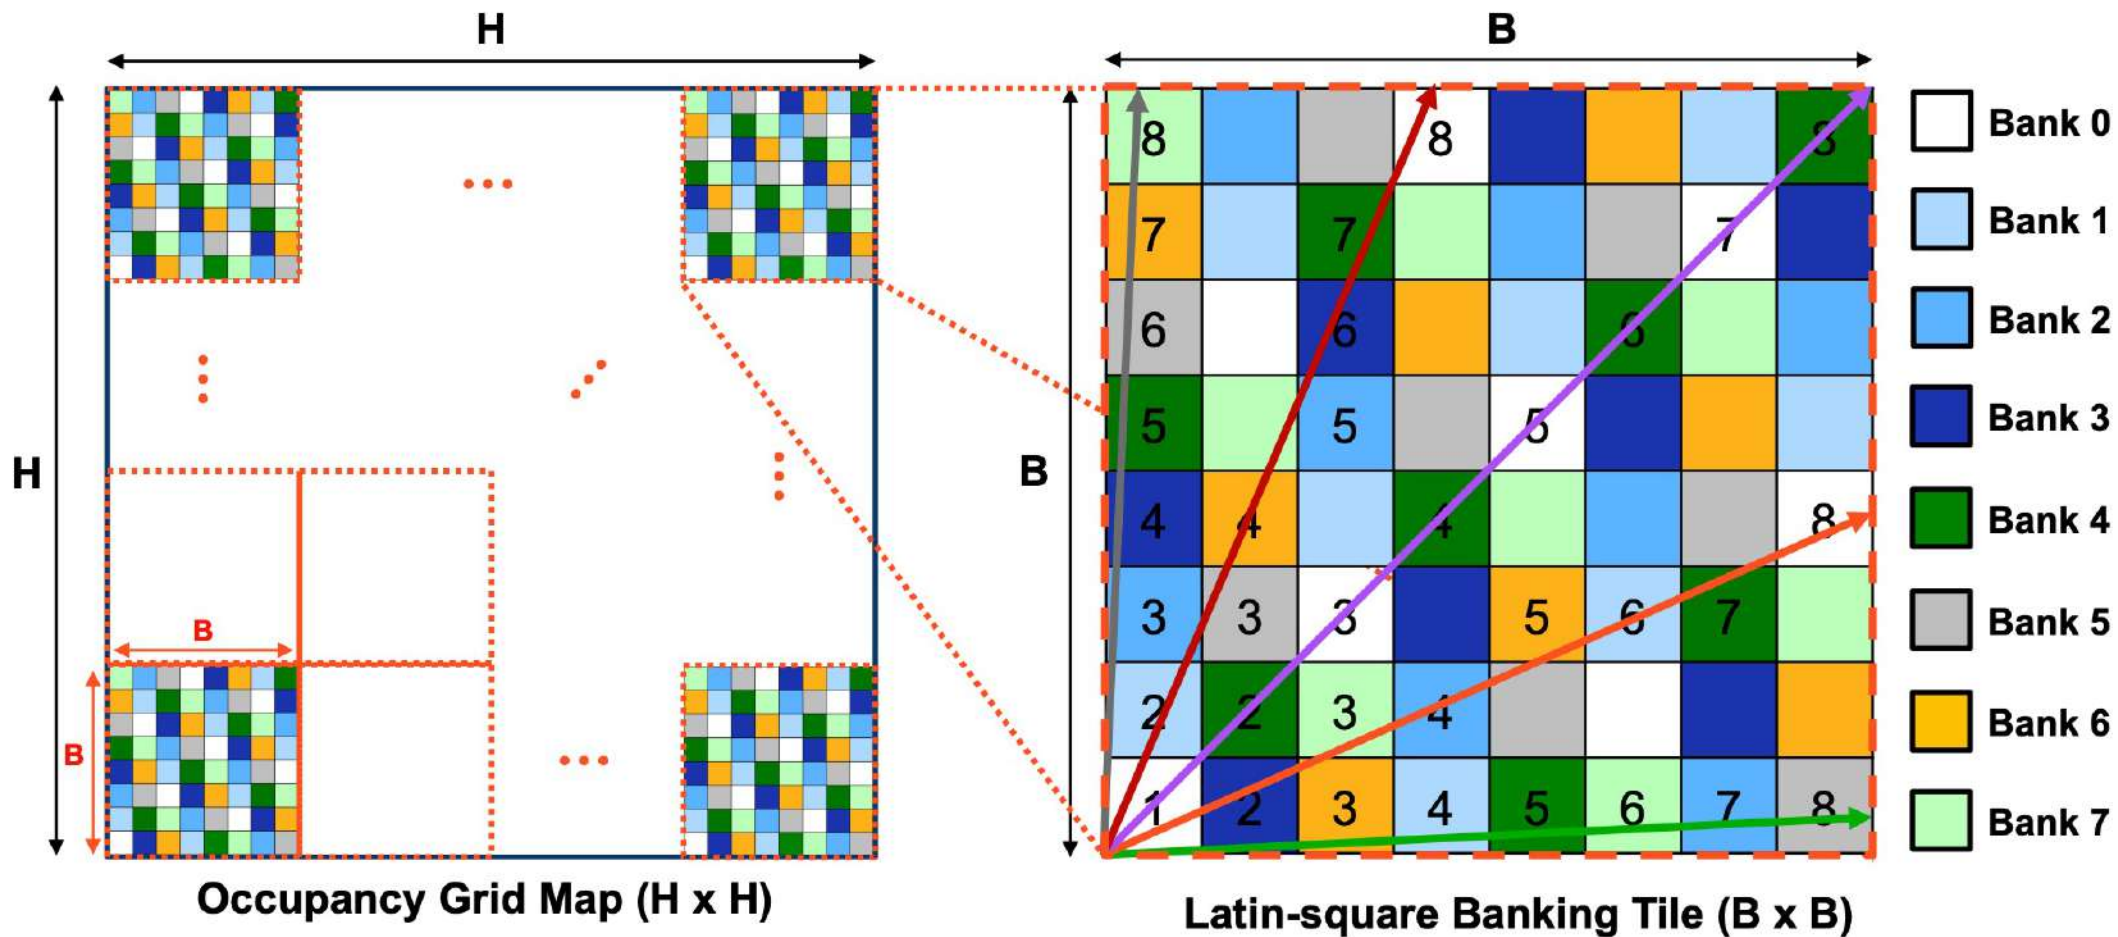 H
H
B
B
Occupancy Grid Map (H x H)
B
B
8 8 8
7 7 7
6 6 6
5 5 5
4 4 4 8
3 3 3 5 6 7
2 2 3 4
1 2 3 4 5 6 7 8
Latin-square Banking Tile (B x B)
Bank 0
Bank 1
Bank 2
Bank 3
Bank 4
Bank 5
Bank 6
Bank 7